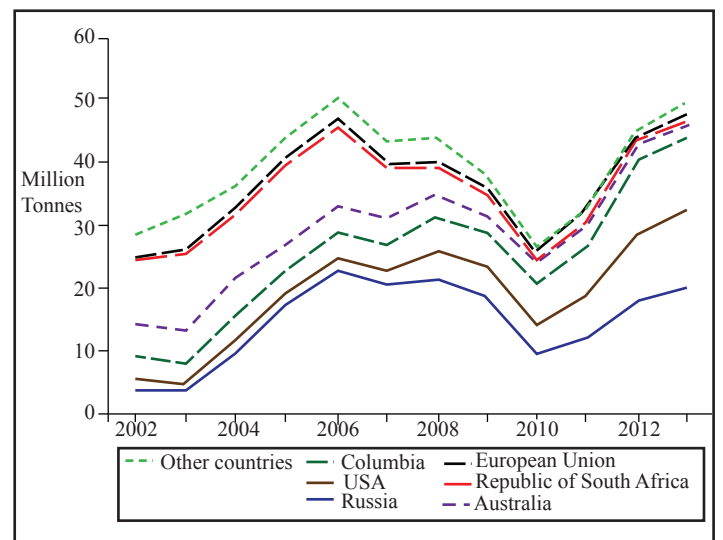 60
50
40
Million
Tonnes
30
20
10
0
2002 2004 2006 2008 2010 2012
Other countries Columbia European Union
USA Republic of South Africa
Russia Australia